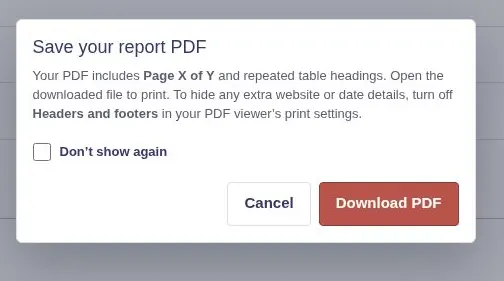 Save your report PDF
Your PDF includes Page X of Y and repeated table headings. Open the
downloaded file to print. To hide any extra website or date details, turn off
Headers and footers in your PDF viewer’s print settings.
Don’t show again
Cancel Download PDF